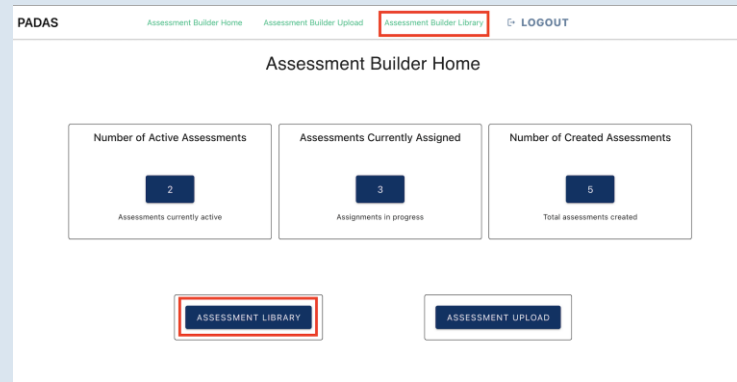 PADAS Assessment Builder Home Assessment Builder Upload Assessment Builder Library LOGOUT
Assessment Builder Home
Number of Active Assessments
2
Assessments currently active
Assessments Currently Assigned
3
Assignments in progress
Number of Created Assessments
5
Total assessments created
ASSESSMENT LIBRARY
ASSESSMENT UPLOAD